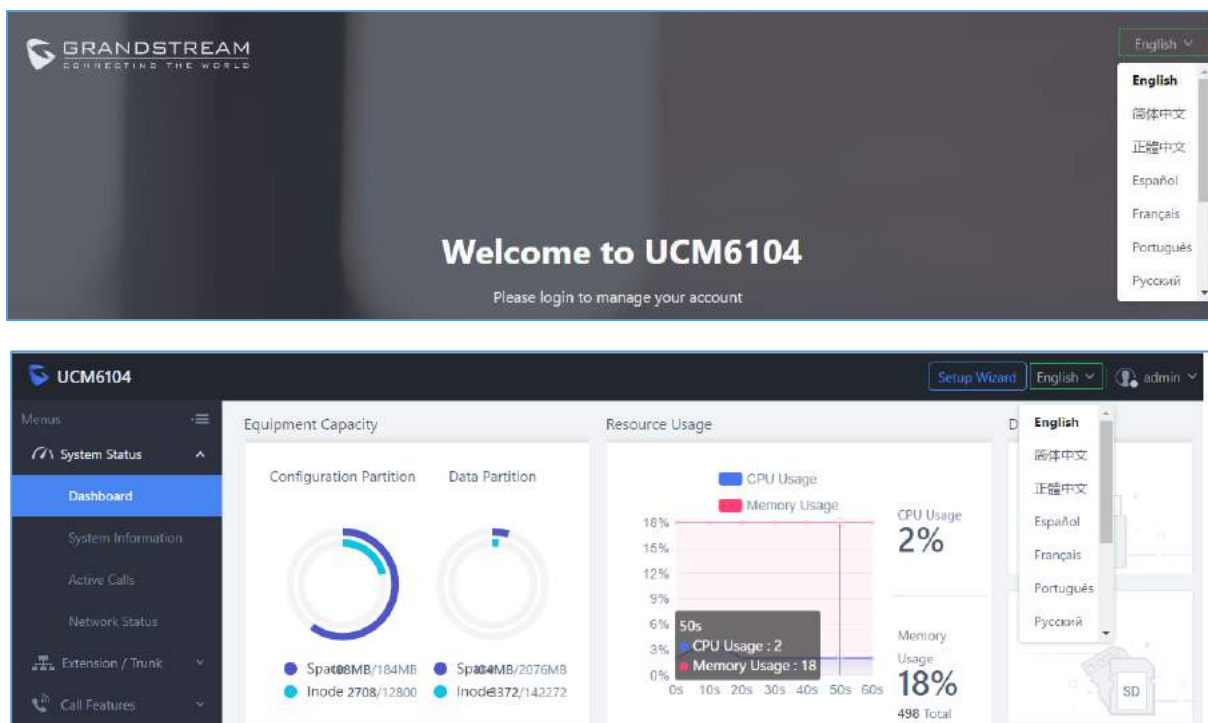 GRANDSTREAM
CONNECTING THE WORLD
English
English
简体中文
正體中文
Español
Français
Português
Русский
Welcome to UCM6104
Please login to manage your account
UCM6104
Setup Wizard
English
admin
Menus
System Status
Dashboard
System Information
Active Calls
Network Status
Extension / Trunk
Call Features
Equipment Capacity
Configuration Partition
Data Partition
/184MB
Inode 2708/12800
/2076MB
/142272
Resource Usage
CPU Usage
Memory Usage
18%
15%
12%
9%
6%
3%
0%
0s 10s 20s 30s 40s 50s 60s
50s
CPU Usage : 2
Memory Usage : 18
CPU Usage
2%
Memory
Usage
18%
498 Total
D
English
简体中文
正體中文
Español
Français
Português
Русский
SD